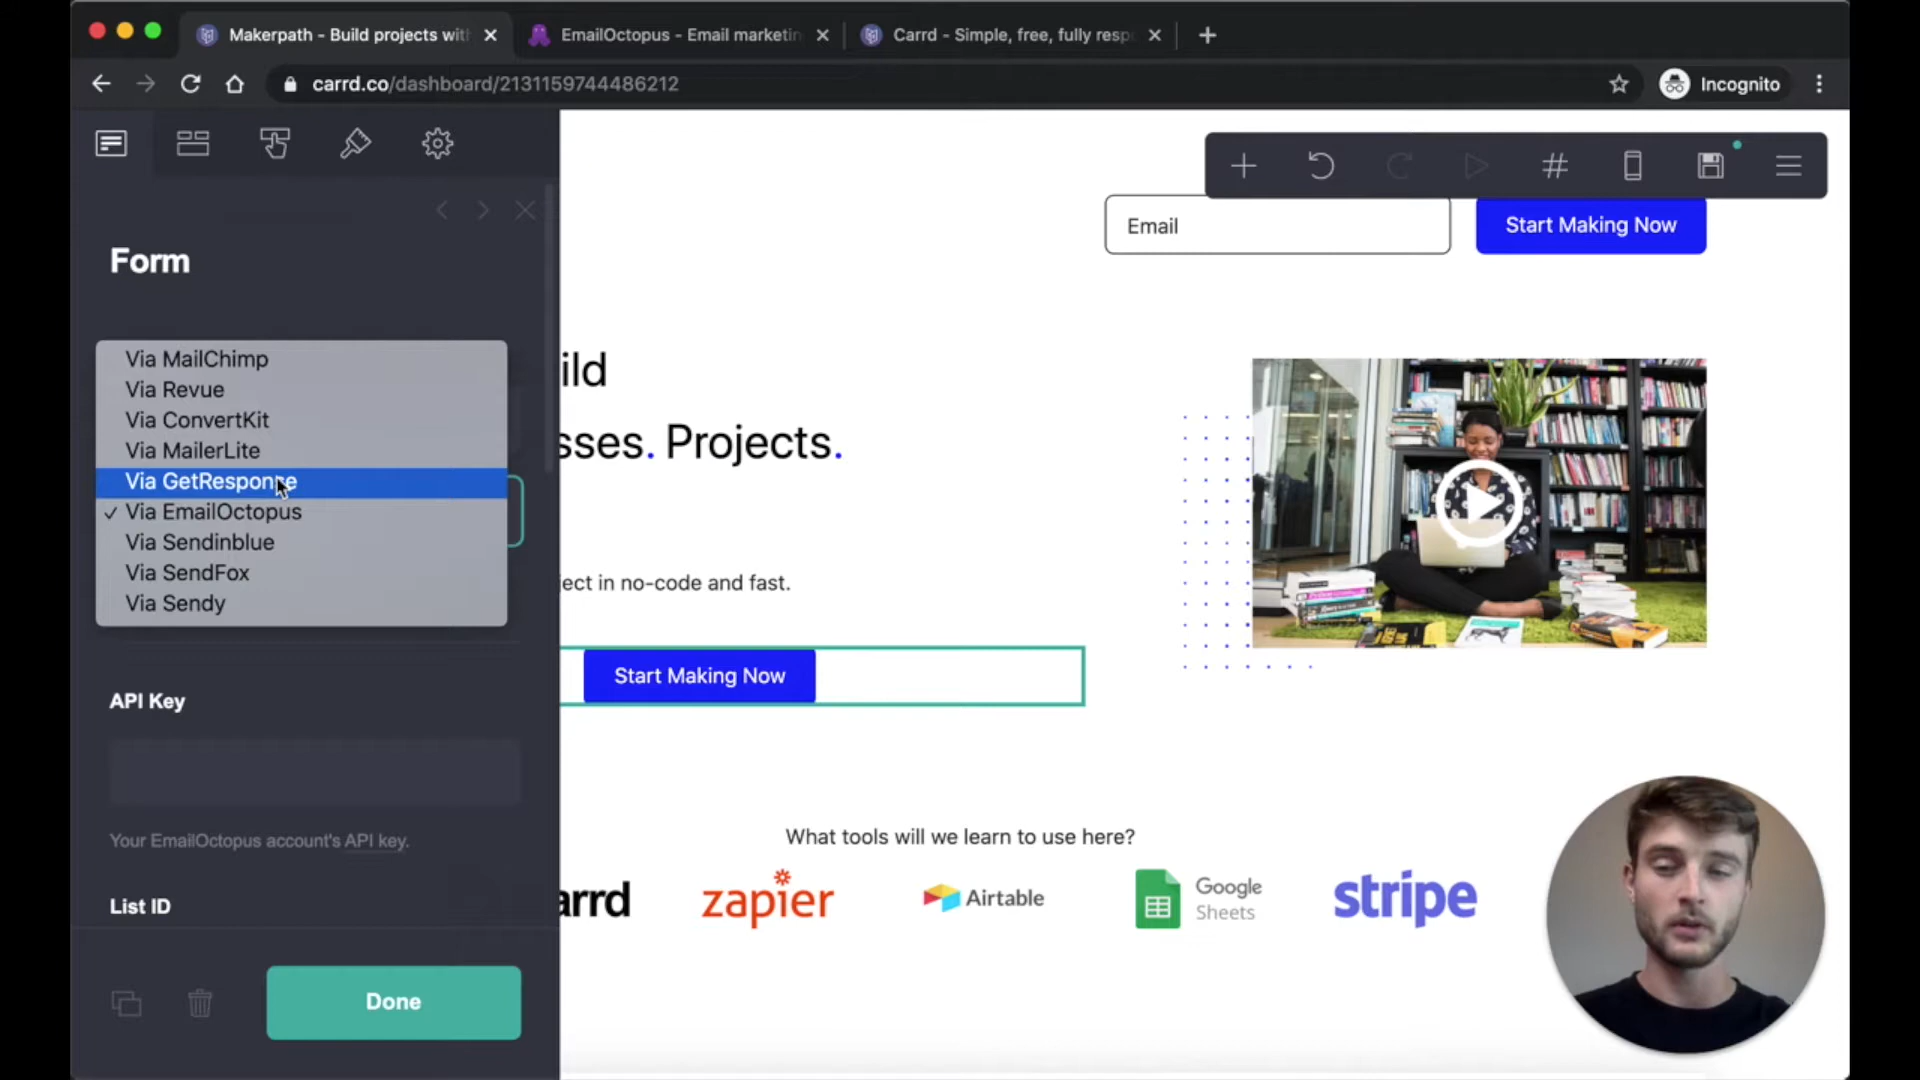 Makerpath - Build projects with
EmailOctopus - Email marketin
Carrd - Simple, free, fully resp
carrd.co/dashboard/2131159744486212
Incognito
Form
Via MailChimp
Via Revue
Via ConvertKit
Via MailerLite
Via GetResponse
✓ Via EmailOctopus
Via Sendinblue
Via SendFox
Via Sendy
API Key
Your EmailOctopus account's API key.
List ID
Done
Email
Start Making Now
ild
sses. Projects.
ject in no-code and fast.
Start Making Now
What tools will we learn to use here?
arrd
zapier
Airtable
Google
Sheets
stripe